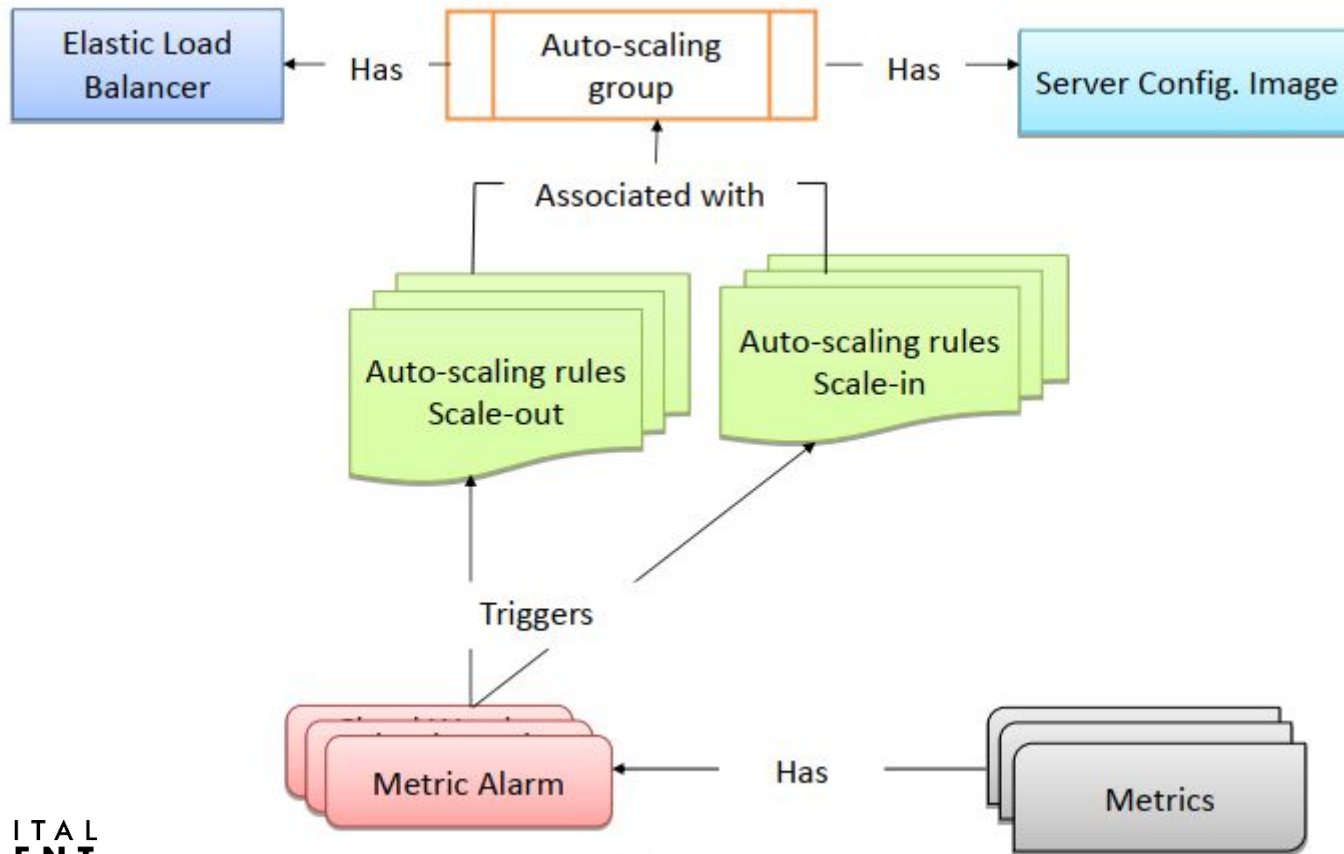 Elastic Load
Balancer
Has
Auto-scaling
group
Has
Server Config. Image
Associated with
Auto-scaling rules
Scale-out
Auto-scaling rules
Scale-in
Triggers
Metric Alarm
Has
Metrics
ITAL